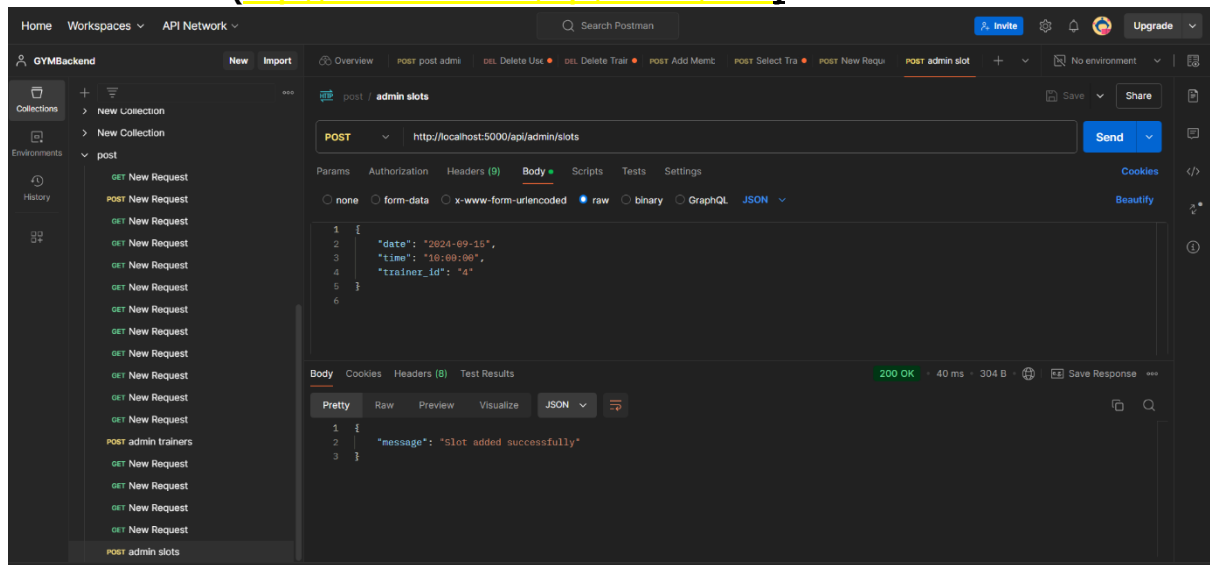 Home Workspaces API Network Search Postman Invite Upgrade
GYMBackend New Import Overview POST post admi DEL Delete Use DEL Delete Trair POST Add Memb POST Select Tra POST New Requ POST admin slot No environment
Collections
Environments
History
New Collection
New Collection
post
GET New Request
POST New Request
GET New Request
GET New Request
GET New Request
GET New Request
GET New Request
GET New Request
GET New Request
GET New Request
GET New Request
GET New Request
POST admin trainers
GET New Request
GET New Request
GET New Request
GET New Request
POST admin slots
HTTP post / admin slots Save Share
POST http://localhost:5000/api/admin/slots Send
Params Authorization Headers (9) Body Scripts Tests Settings Cookies
none form-data x-www-form-urlencoded raw binary GraphQL JSON Beautify
1 {
2 "date": "2024-09-15",
3 "time": "10:00:00",
4 "trainer_id": "4"
5 }
6
Body Cookies Headers (8) Test Results 200 OK 40 ms 304 B Save Response
Pretty Raw Preview Visualize JSON
1 {
2 "message": "Slot added successfully"
3 }